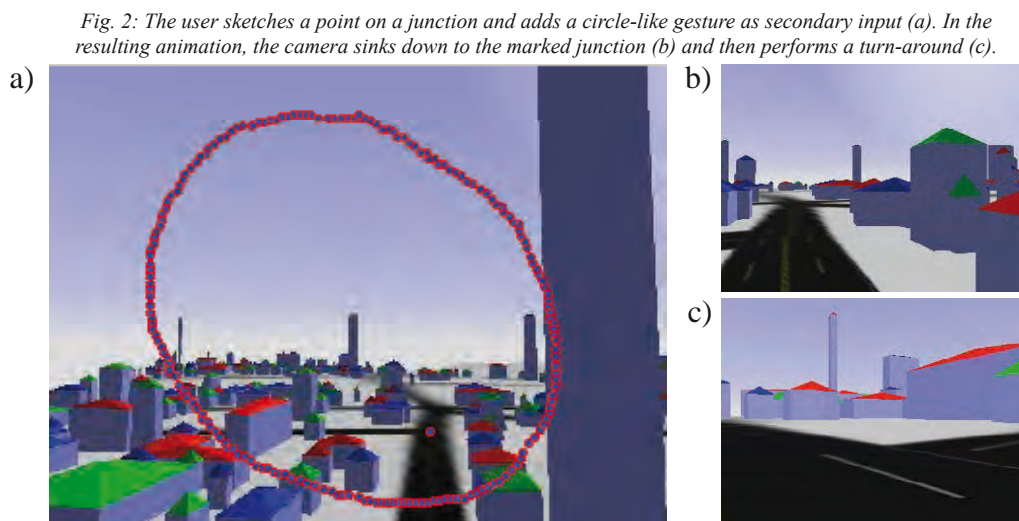 Fig. 2: The user sketches a point on a junction and adds a circle-like gesture as secondary input (a). In the
resulting animation, the camera sinks down to the marked junction (b) and then performs a turn-around (c).
a)
b)
c)